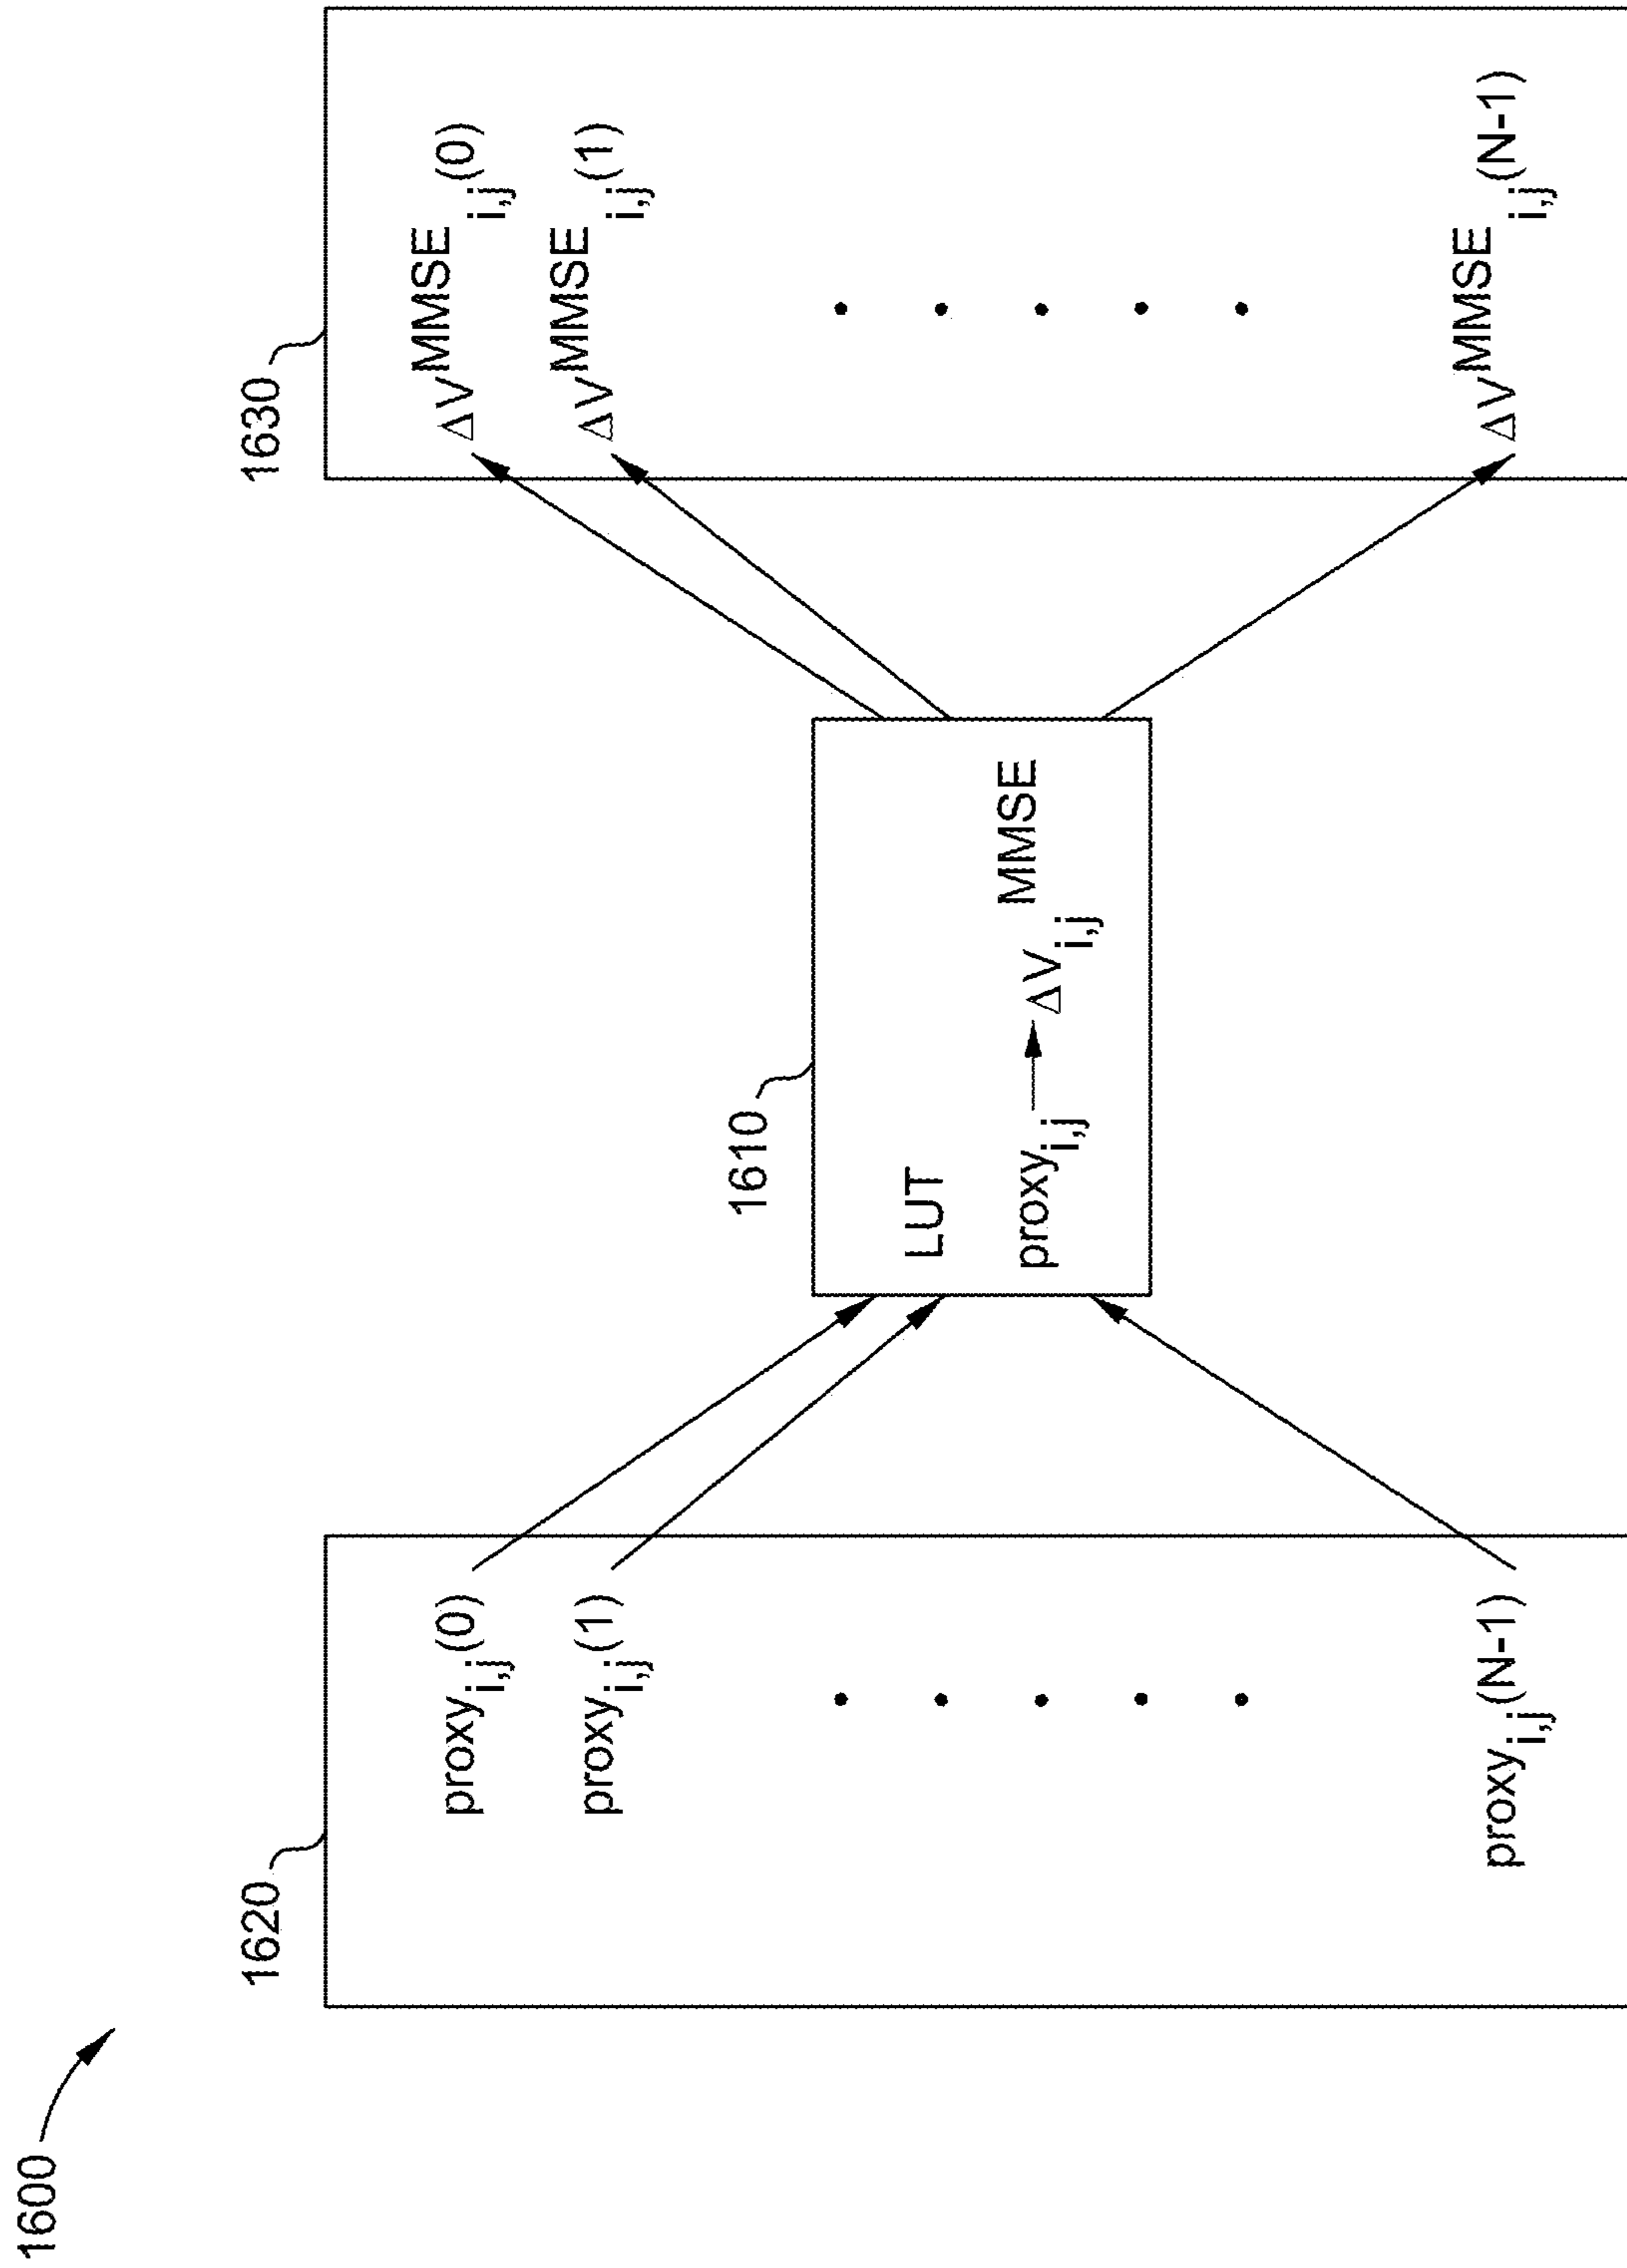 1600
1620
proxy_{i,j}(0)
proxy_{i,j}(1)
proxy_{i,j}(N-1)
1610
LUT
proxy_{i,j} → ΔV_{i,j}^{MMSE}
1630
ΔV^{MMSE}_{i,j}(0)
ΔV^{MMSE}_{i,j}(1)
ΔV^{MMSE}_{i,j}(N-1)